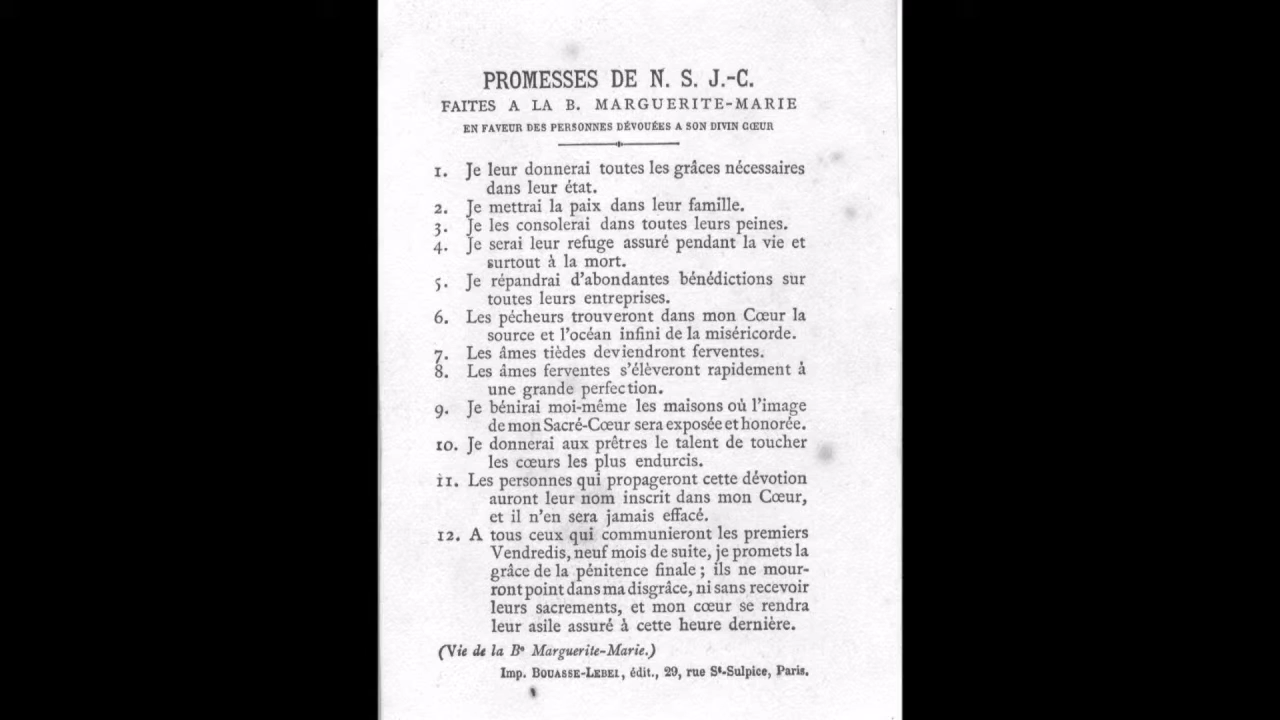 PROMESSES DE N. S. J.-C.
FAITES A LA B. MARGUERITE-MARIE
EN FAVEUR DES PERSONNES DÉVOUÉES A SON DIVIN CŒUR
1. Je leur donnerai toutes les grâces nécessaires
dans leur état.
2. Je mettrai la paix dans leur famille.
3. Je les consolerai dans toutes leurs peines.
4. Je serai leur refuge assuré pendant la vie et
surtout à la mort.
5. Je répandrai d'abondantes bénédictions sur
toutes leurs entreprises.
6. Les pécheurs trouveront dans mon Cœur la
source et l'océan infini de la miséricorde.
7. Les âmes tièdes deviendront ferventes.
8. Les âmes ferventes s'élèveront rapidement à
une grande perfection.
9. Je bénirai moi-même les maisons où l'image
de mon Sacré-Cœur sera exposée et honorée.
10. Je donnerai aux prêtres le talent de toucher
les cœurs les plus endurcis.
11. Les personnes qui propageront cette dévotion
auront leur nom inscrit dans mon Cœur,
et il n'en sera jamais effacé.
12. A tous ceux qui communieront les premiers
Vendredis, neuf mois de suite, je promets la
grâce de la pénitence finale ; ils ne mour-
ront point dans ma disgrâce, ni sans recevoir
leurs sacrements, et mon cœur se rendra
leur asile assuré à cette heure dernière.
(Vie de la Bᵉ Marguerite-Marie.)
Imp. BOUASSE-LEBEL, édit., 29, rue Sᵗ-Sulpice, Paris.